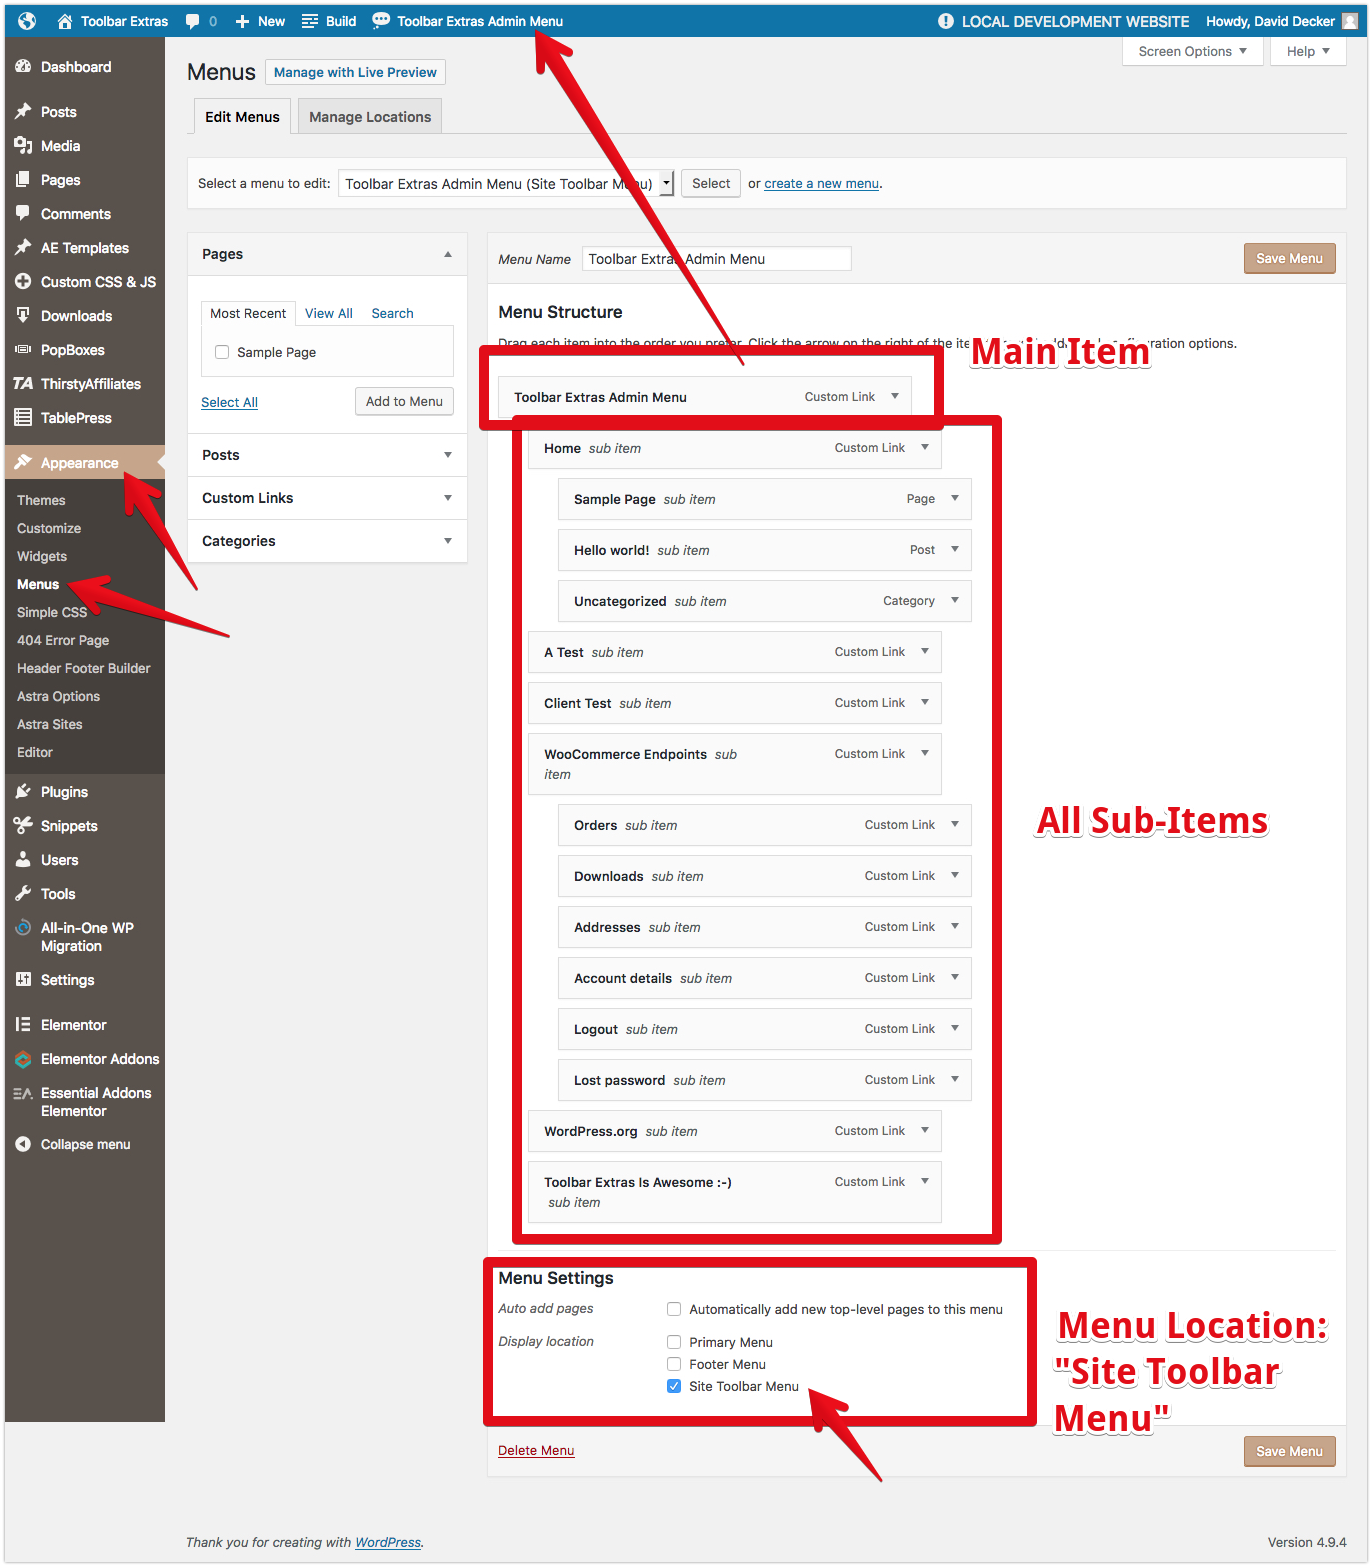 Toolbar Extras
0
New
Build
Toolbar Extras Admin Menu
LOCAL DEVELOPMENT WEBSITE
Howdy, David Decker
Screen Options
Help
Dashboard
Posts
Media
Pages
Comments
AE Templates
Custom CSS & JS
Downloads
PopBoxes
TA ThirstyAffiliates
TablePress
Appearance
Themes
Customize
Widgets
Menus
Simple CSS
404 Error Page
Header Footer Builder
Astra Options
Astra Sites
Editor
Plugins
Snippets
Users
Tools
All-in-One WP
Migration
Settings
Elementor
Elementor Addons
EA Essential Addons
Elementor
Collapse menu
Menus
Manage with Live Preview
Edit Menus
Manage Locations
Select a menu to edit: Toolbar Extras Admin Menu (Site Toolbar Menu) Select or create a new menu.
Pages
Most Recent View All Search
Sample Page
Select All
Add to Menu
Posts
Custom Links
Categories
Menu Name Toolbar Extras Admin Menu
Save Menu
Menu Structure
Drag each item into the order you prefer. Click the arrow on the right of the configuration options.
Main Item
Toolbar Extras Admin Menu Custom Link
Home sub item Custom Link
Sample Page sub item Page
Hello world! sub item Post
Uncategorized sub item Category
A Test sub item Custom Link
Client Test sub item Custom Link
WooCommerce Endpoints sub Custom Link
item
Orders sub item Custom Link
Downloads sub item Custom Link
Addresses sub item Custom Link
Account details sub item Custom Link
Logout sub item Custom Link
Lost password sub item Custom Link
WordPress.org sub item Custom Link
Toolbar Extras Is Awesome :-) Custom Link
sub item
All Sub-Items
Menu Settings
Auto add pages Automatically add new top-level pages to this menu
Display location Primary Menu
Footer Menu
Site Toolbar Menu
Menu Location:
"Site Toolbar
Menu"
Delete Menu
Save Menu
Thank you for creating with WordPress.
Version 4.9.4